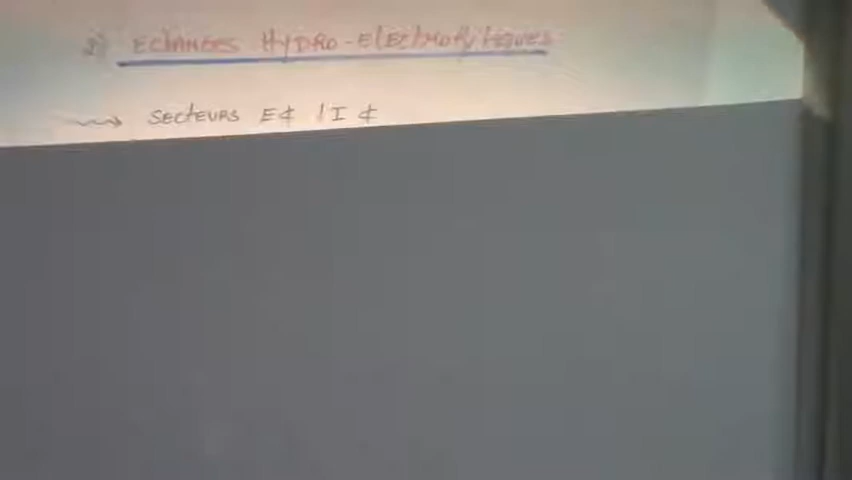 2) ECHANGES HYDRO-ELECTROLYTIQUES
⇝ SECTEURS E¢ / I ¢